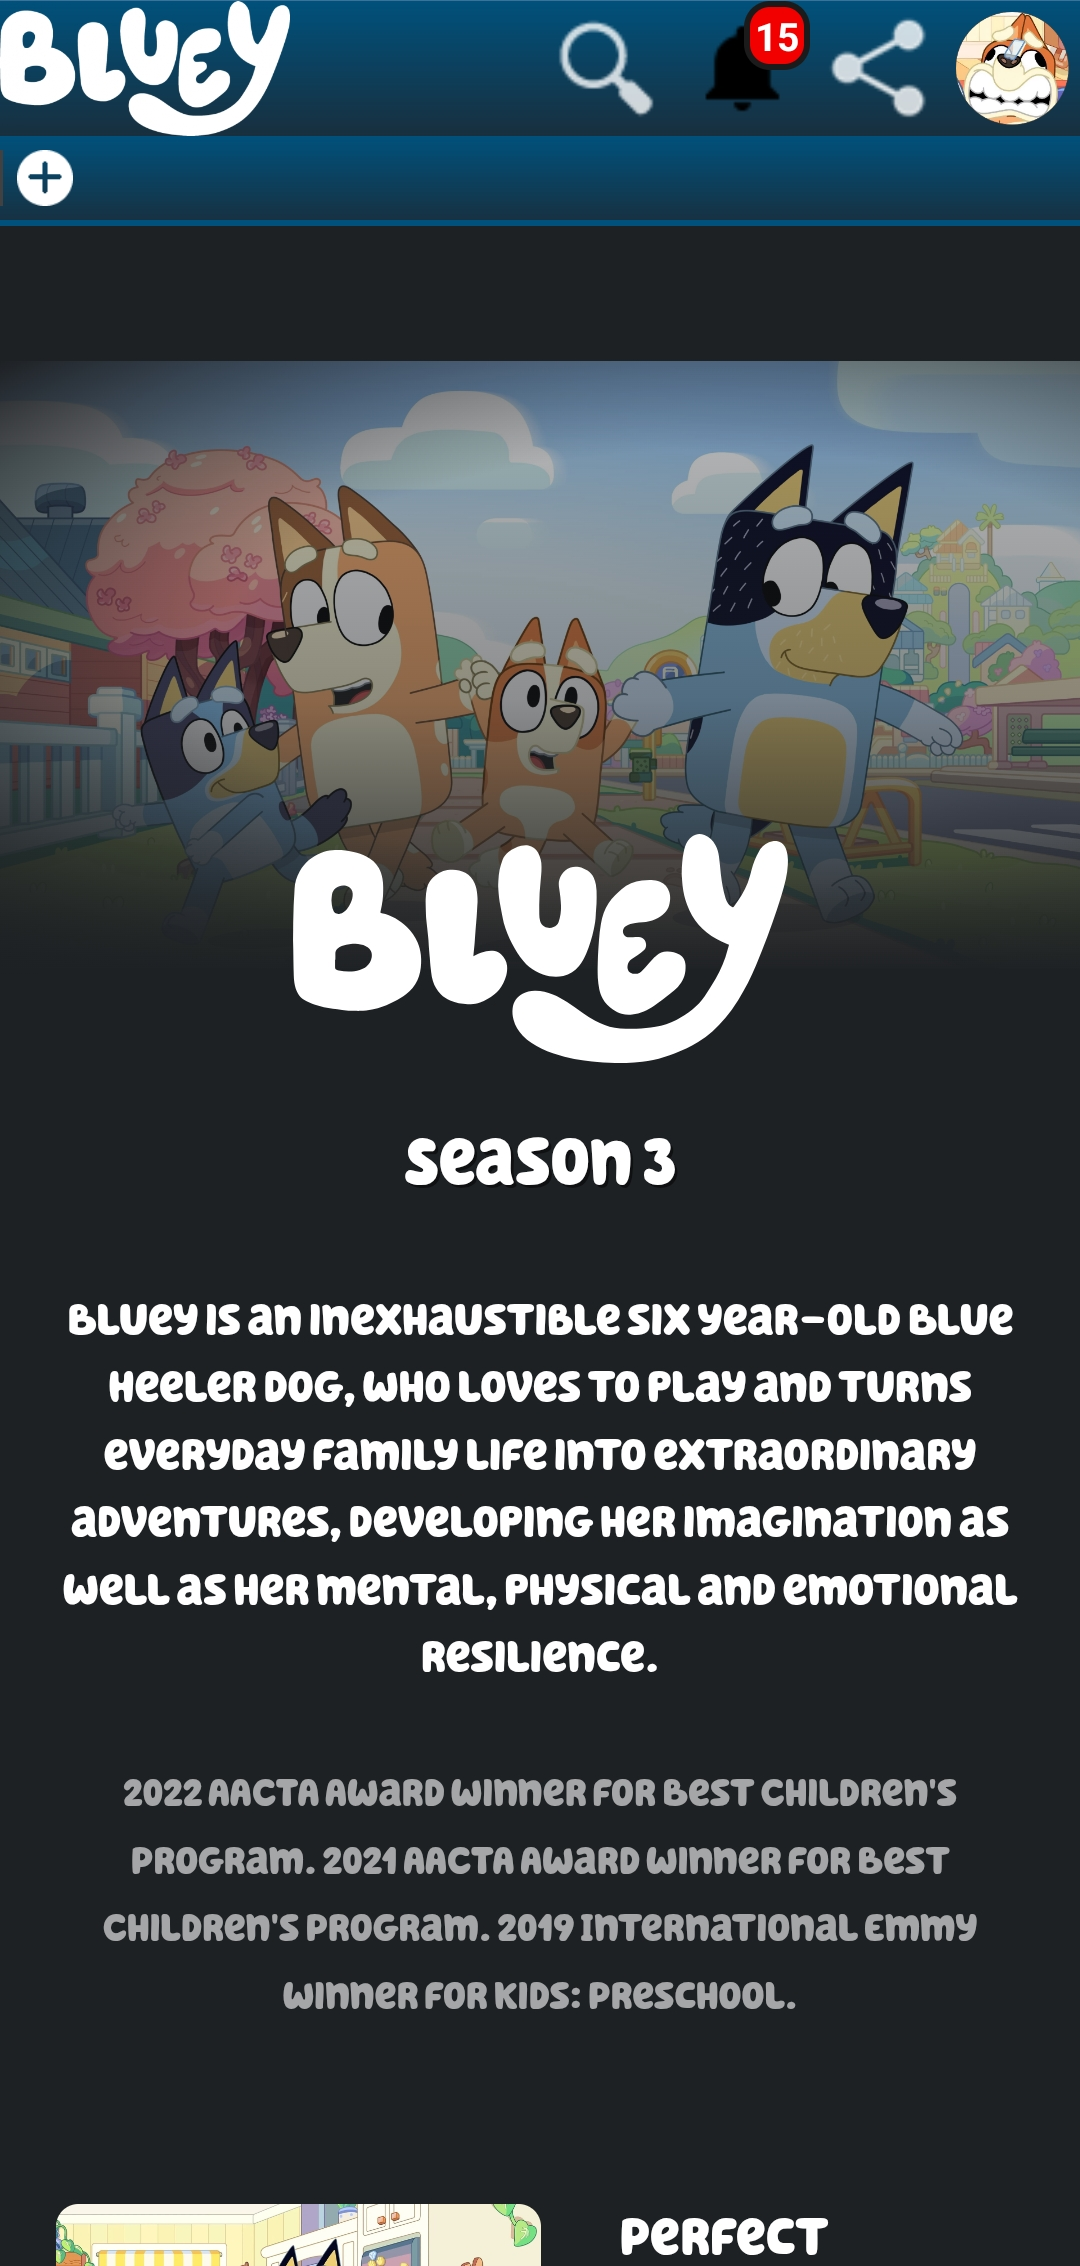 BLUEY
15
BLUEY
season 3
Bluey is an inexhaustible six year-old Blue
Heeler dog, who loves to play and turns
everyday family life into extraordinary
adventures, developing her imagination as
well as her mental, physical and emotional
resilience.
2022 AACTA Award winner for Best Children's
Program. 2021 AACTA Award winner for Best
Children's Program. 2019 International Emmy
winner for Kids: Preschool.
Perfect